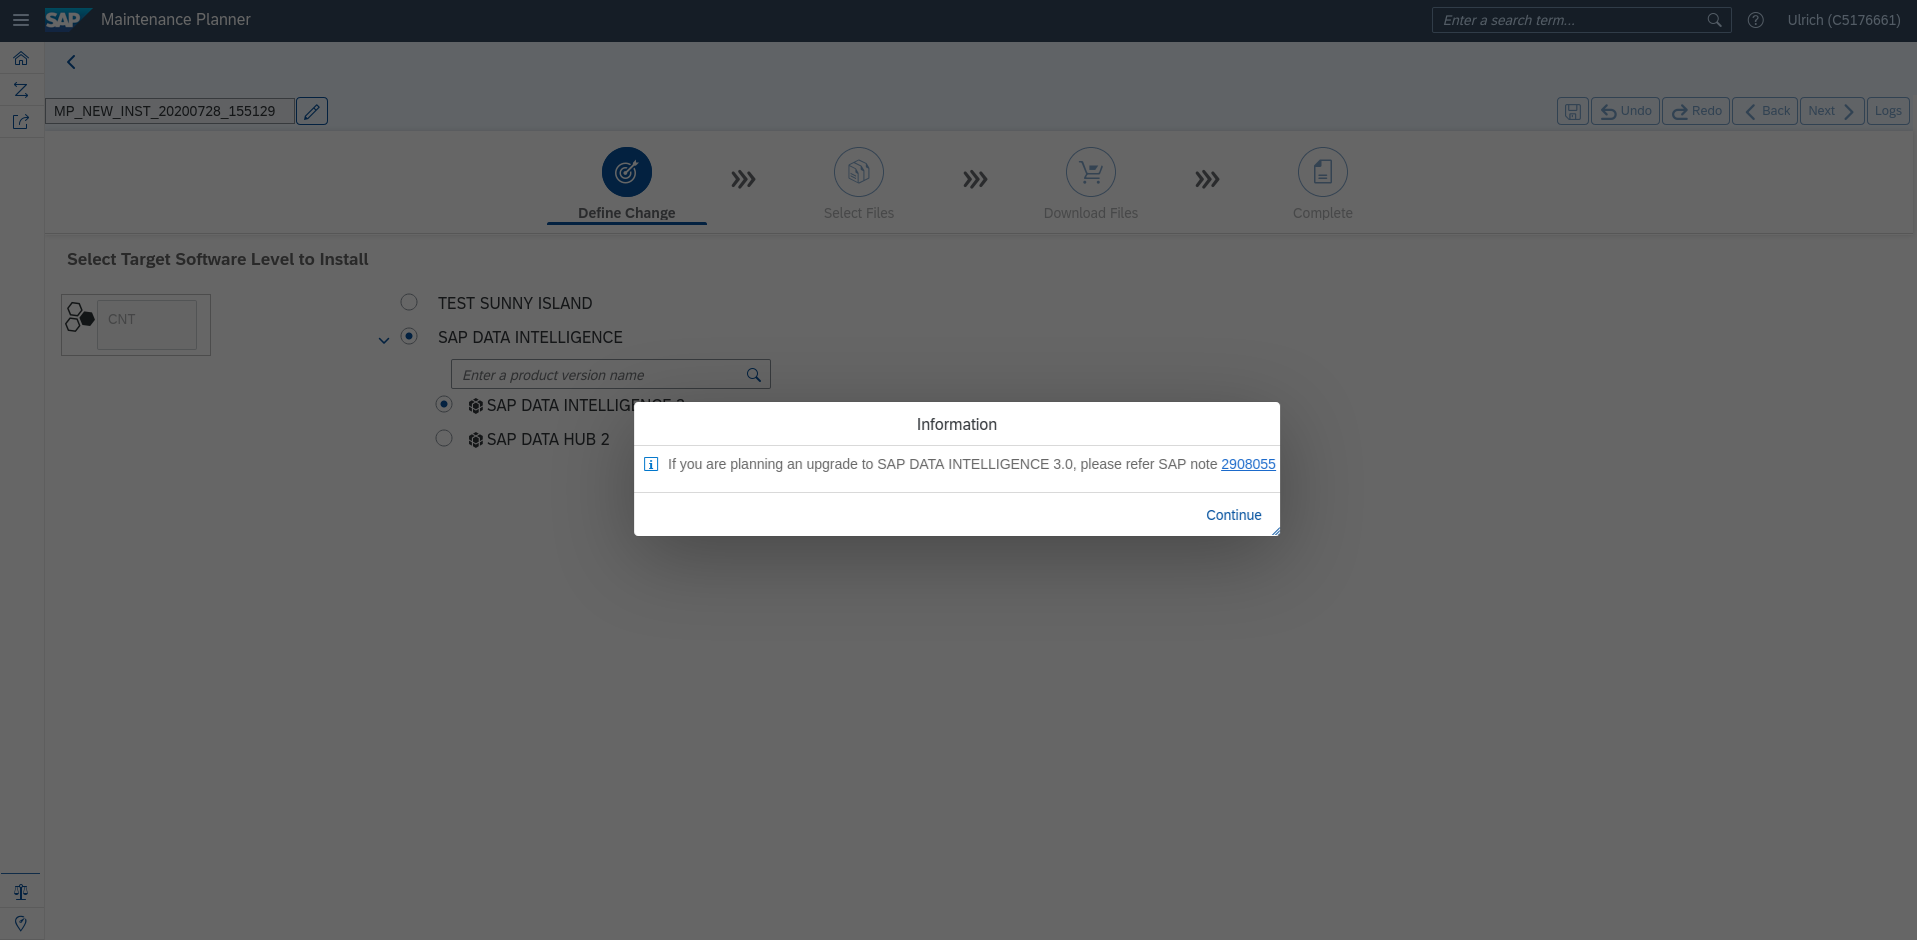 SAP Maintenance Planner
Enter a search term...
Ulrich (C5176661)
MP_NEW_INST_20200728_155129
Undo
Redo
Back
Next
Logs
Define Change
Select Files
Download Files
Complete
Select Target Software Level to Install
CNT
TEST SUNNY ISLAND
SAP DATA INTELLIGENCE
Enter a product version name
SAP DATA INTELLIGENCE 3
SAP DATA HUB 2
Information
If you are planning an upgrade to SAP DATA INTELLIGENCE 3.0, please refer SAP note 2908055
Continue